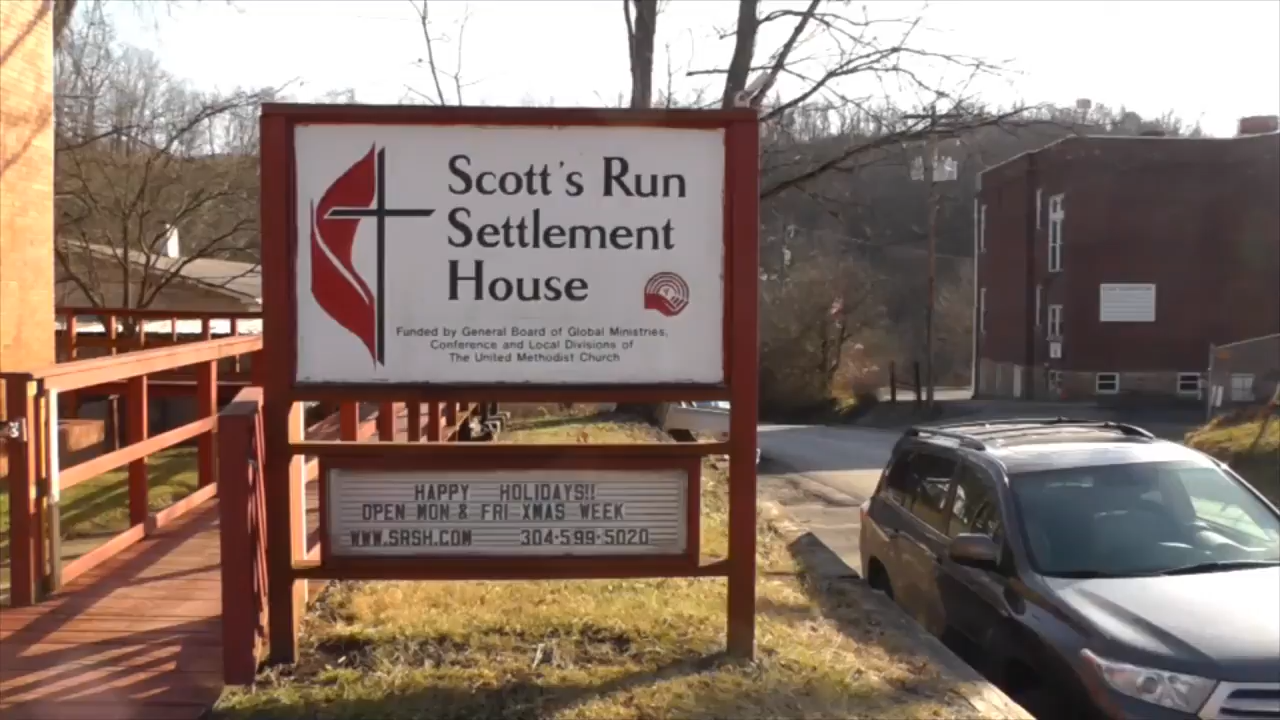 Scott's Run
Settlement
House
Funded by General Board of Global Ministries,
Conference and Local Divisions of
The United Methodist Church
HAPPY HOLIDAYS!!
OPEN MON & FRI XMAS WEEK
WWW.SRSH.COM 304-599-5020